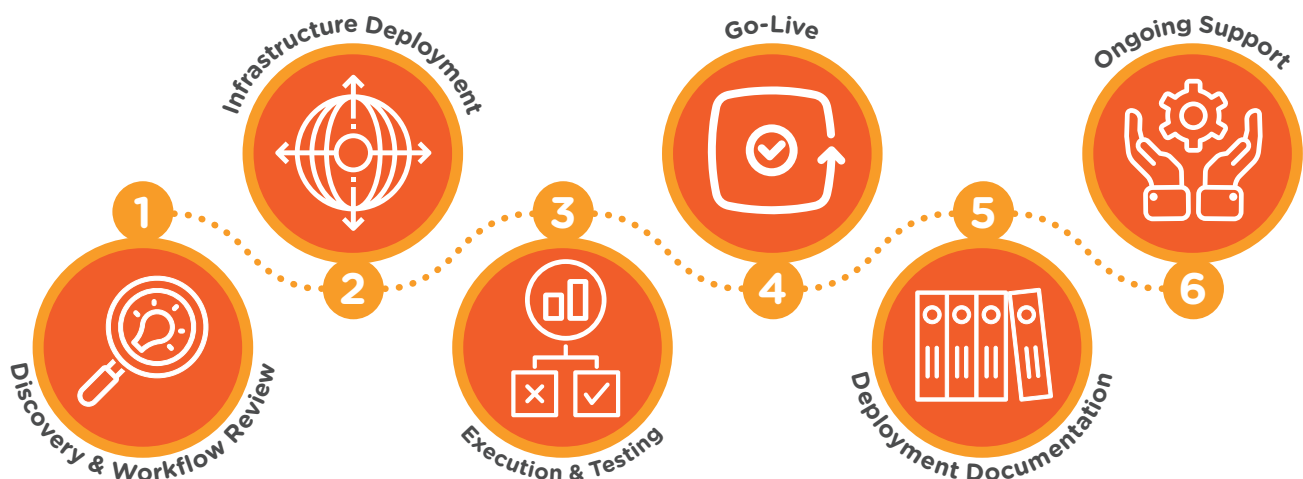 1
Discovery & Workflow Review
Infrastructure Deployment
2
3
Execution & Testing
Go-Live
4
5
Deployment Documentation
Ongoing Support
6